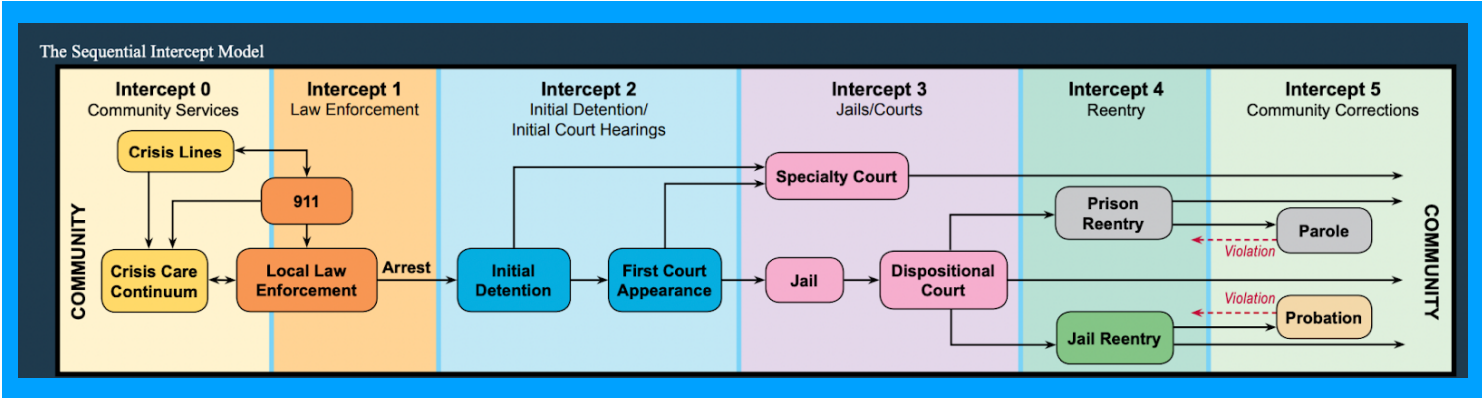 The Sequential Intercept Model
Intercept 0
Community Services
Intercept 1
Law Enforcement
Intercept 2
Initial Detention/
Initial Court Hearings
Intercept 3
Jails/Courts
Intercept 4
Reentry
Intercept 5
Community Corrections
COMMUNITY
Crisis Lines
911
Crisis Care
Continuum
Local Law
Enforcement
Arrest
Initial
Detention
First Court
Appearance
Specialty Court
Jail
Dispositional
Court
Prison
Reentry
Parole
Violation
Jail Reentry
Violation
Probation
COMMUNITY